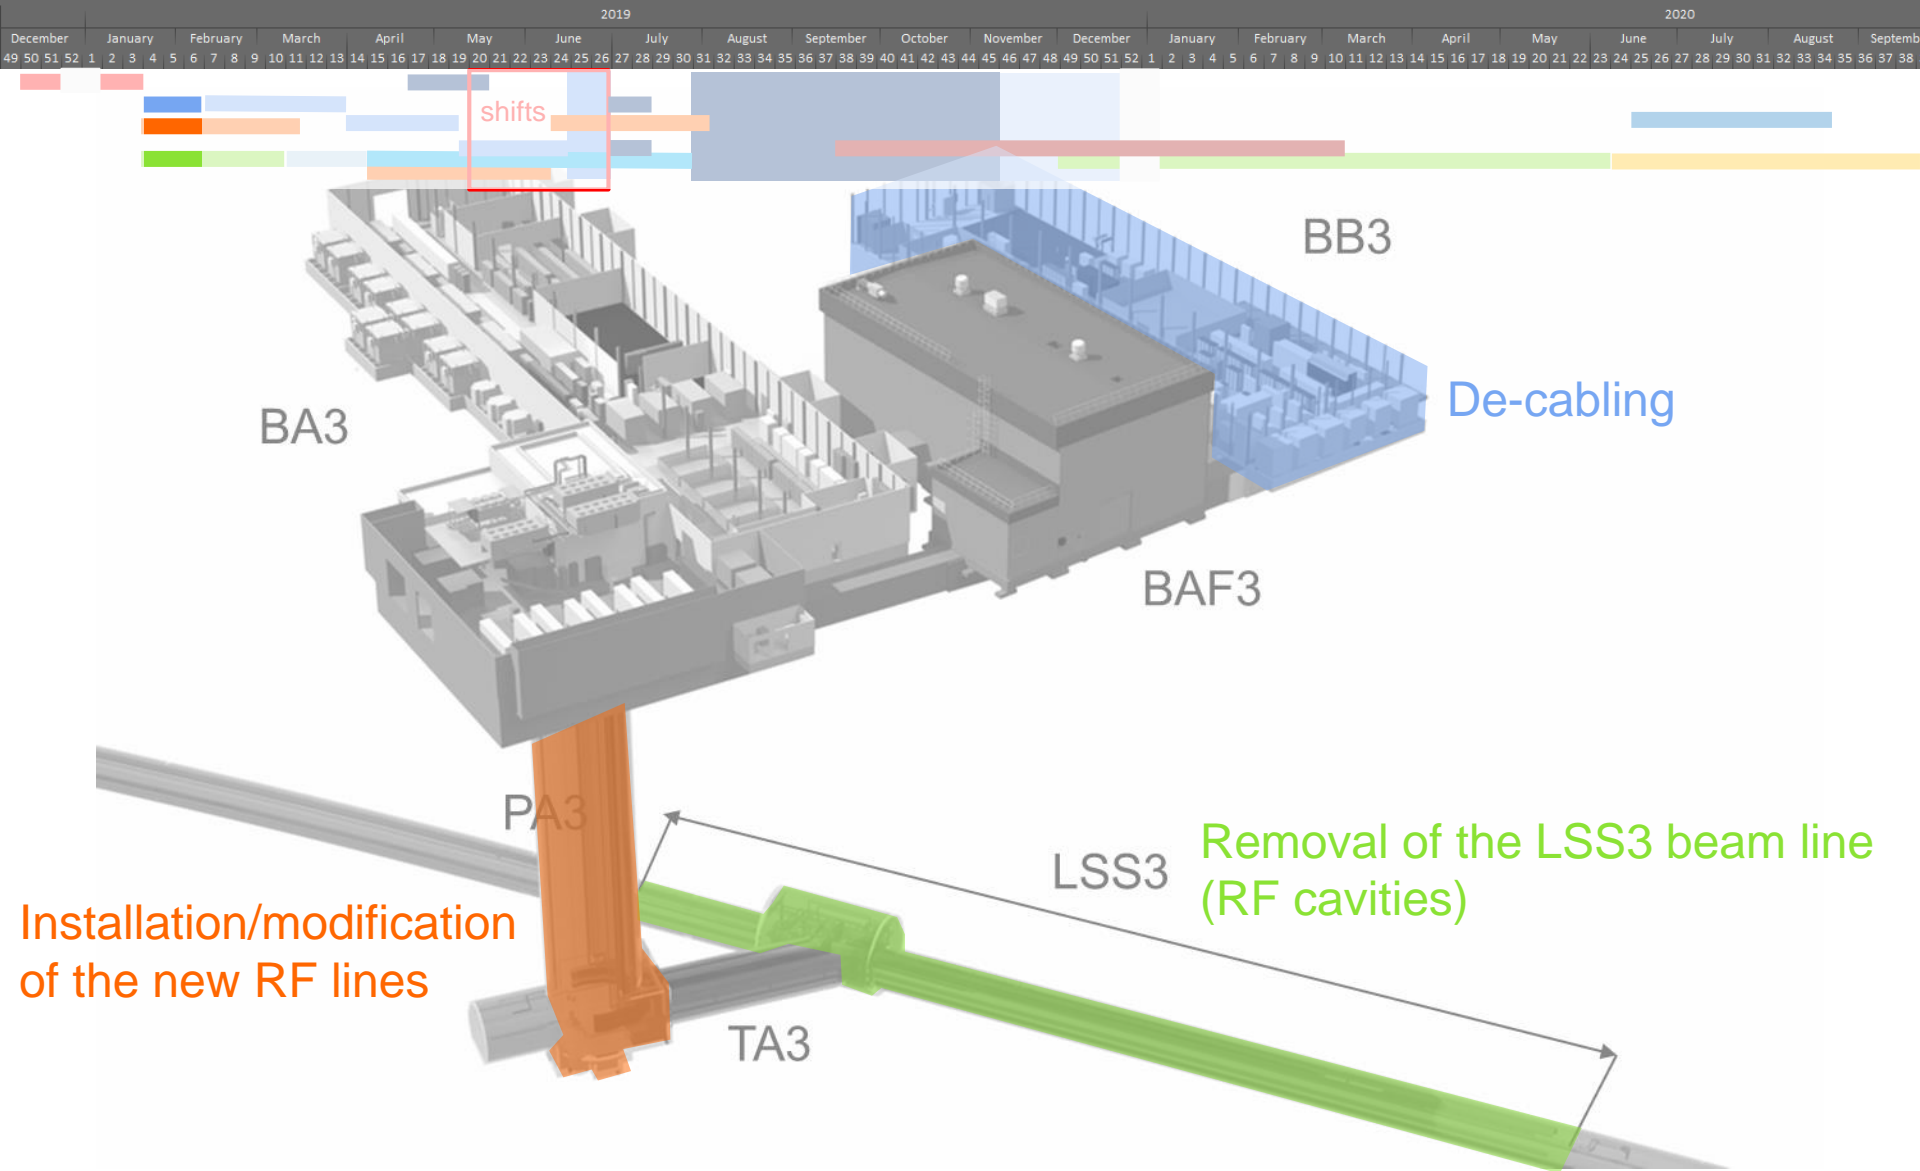 2019 2020
December January February March April May June July August September October November December January February March April May June July August Septemb
49 50 51 52 1 2 3 4 5 6 7 8 9 10 11 12 13 14 15 16 17 18 19 20 21 22 23 24 25 26 27 28 29 30 31 32 33 34 35 36 37 38 39 40 41 42 43 44 45 46 47 48 49 50 51 52 1 2 3 4 5 6 7 8 9 10 11 12 13 14 15 16 17 18 19 20 21 22 23 24 25 26 27 28 29 30 31 32 33 34 35 36 37 38
shifts
BB3
De-cabling
BA3
BAF3
PA3
Removal of the LSS3 beam line
(RF cavities)
LSS3
Installation/modification
of the new RF lines
TA3